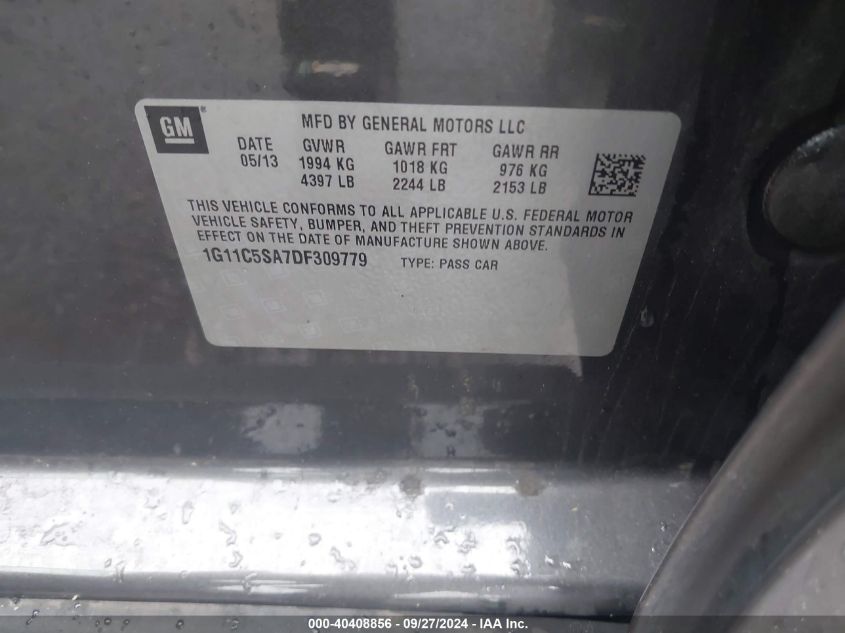 GM
MFD BY GENERAL MOTORS LLC
DATE GVWR GAWR FRT GAWR RR
05/13 1994 KG 1018 KG 976 KG
4397 LB 2244 LB 2153 LB
THIS VEHICLE CONFORMS TO ALL APPLICABLE U.S. FEDERAL MOTOR
VEHICLE SAFETY, BUMPER, AND THEFT PREVENTION STANDARDS IN
EFFECT ON THE DATE OF MANUFACTURE SHOWN ABOVE.
1G11C5SA7DF309779 TYPE: PASS CAR
000-40408856 - 09/27/2024 - IAA Inc.